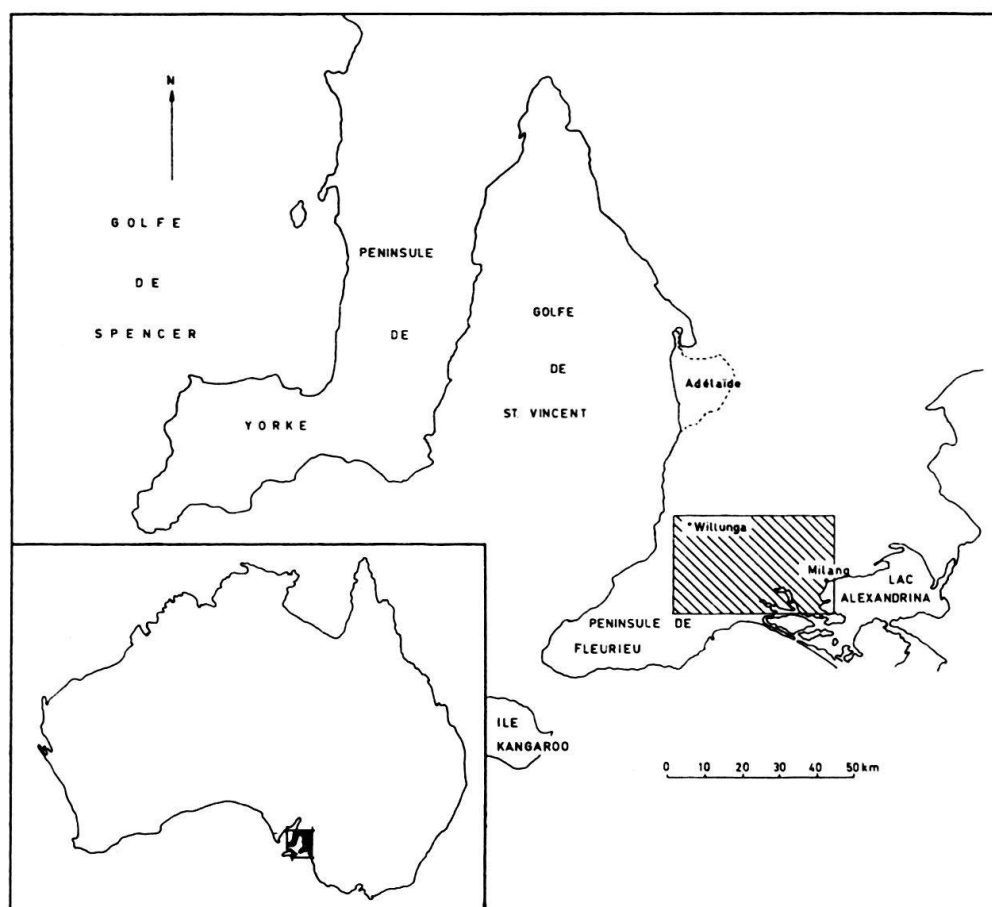 N
GOLFE
DE
SPENCER
PENINSULE
DE
YORKE
GOLFE
DE
ST. VINCENT
Adélaïde
Willunga
Milang
LAC
ALEXANDRINA
PENINSULE DE
FLEURIEU
ILE
KANGAROO
0 10 20 30 40 50 km